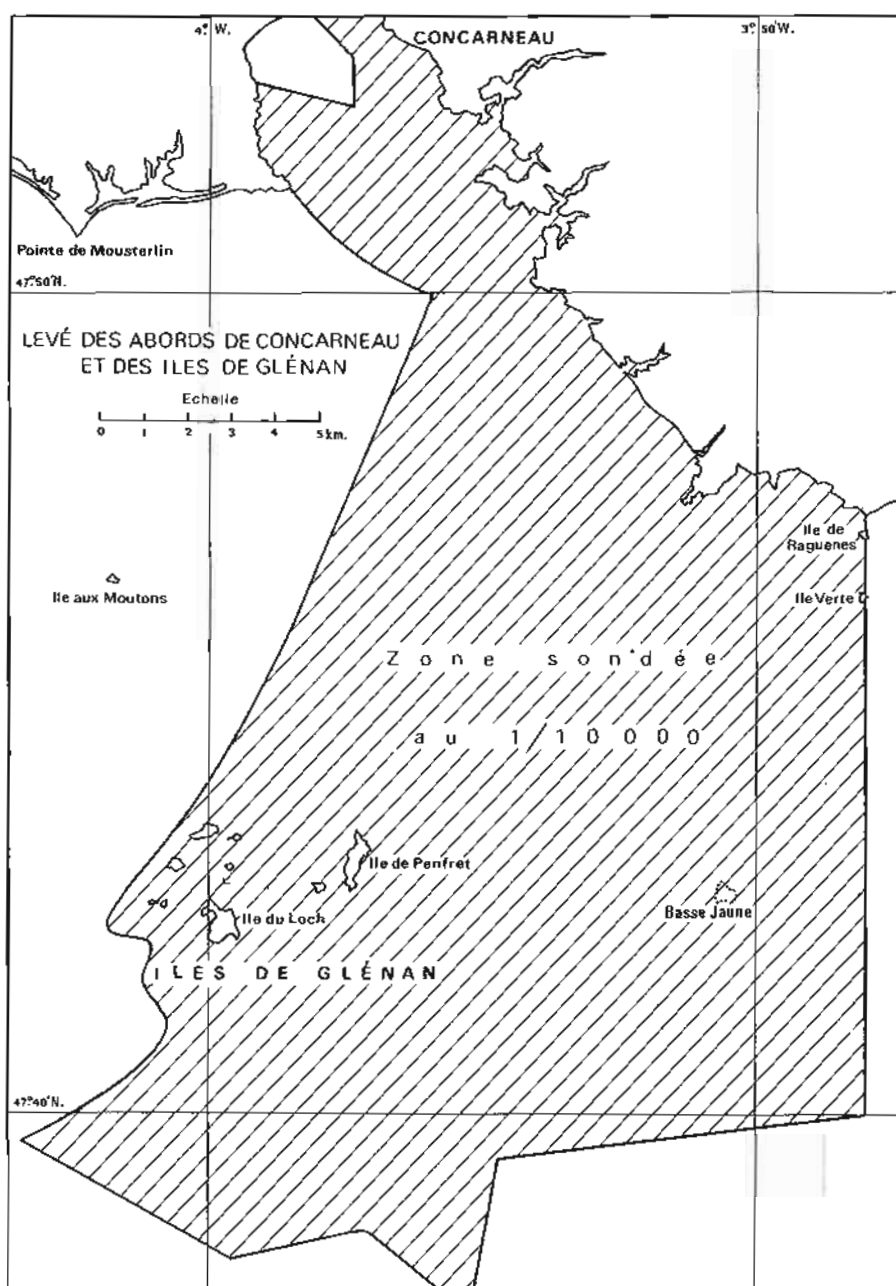 4° W.
3° 50' W.
CONCARNEAU
Pointe de Mousterlin
47° 50' N.
LEVÉ DES ABORDS DE CONCARNEAU
ET DES ILES DE GLÉNAN
Echelle
0 1 2 3 4 5 km.
Ile de
Raguenes
Ile aux Moutons
Ile Verte
Zone sondée
au 1/10000
Ile de Penfret
Basse Jaune
Ile du Loch
ILES DE GLÉNAN
47° 40' N.